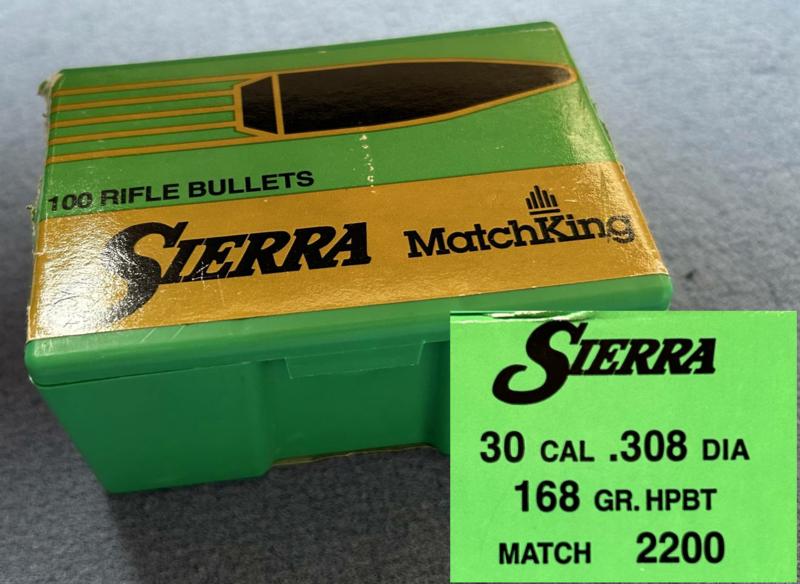 100 RIFLE BULLETS
SIERRA MatchKing
SIERRA
30 CAL .308 DIA
168 GR. HPBT
MATCH 2200